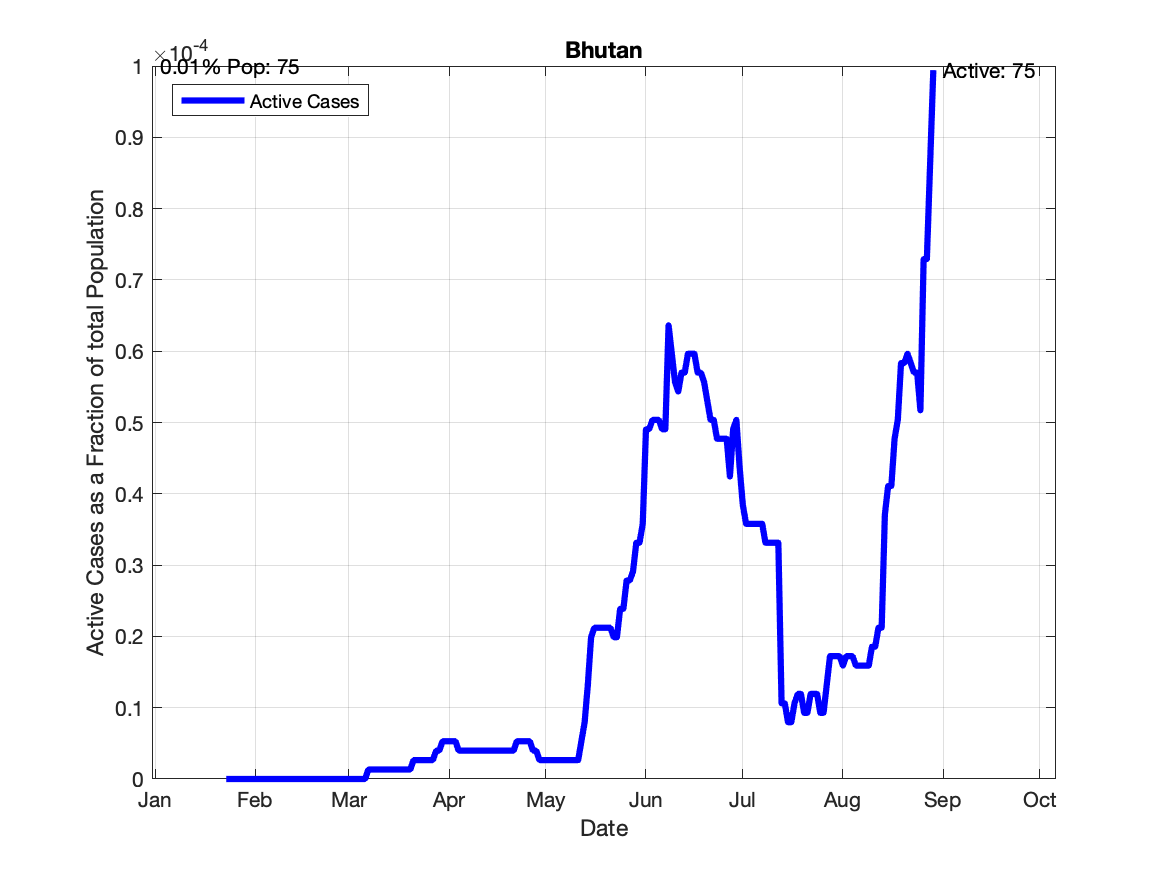 Bhutan
×10-4
0.01% Pop: 75
Active: 75
Active Cases
1
0.9
0.8
0.7
0.6
0.5
0.4
0.3
0.2
0.1
0
Active Cases as a Fraction of total Population
Jan Feb Mar Apr May Jun Jul Aug Sep Oct
Date